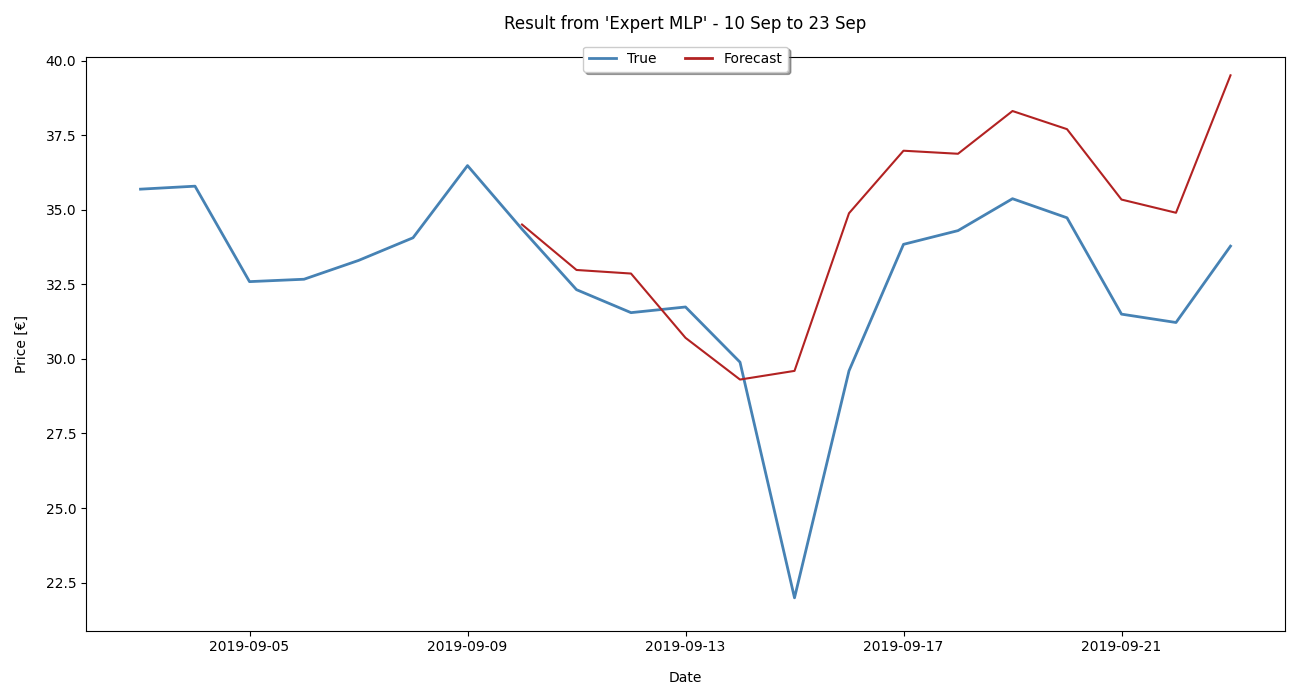 Result from 'Expert MLP' - 10 Sep to 23 Sep
True Forecast
40.0
37.5
35.0
32.5
30.0
27.5
25.0
22.5
Price [€]
2019-09-05 2019-09-09 2019-09-13 2019-09-17 2019-09-21
Date